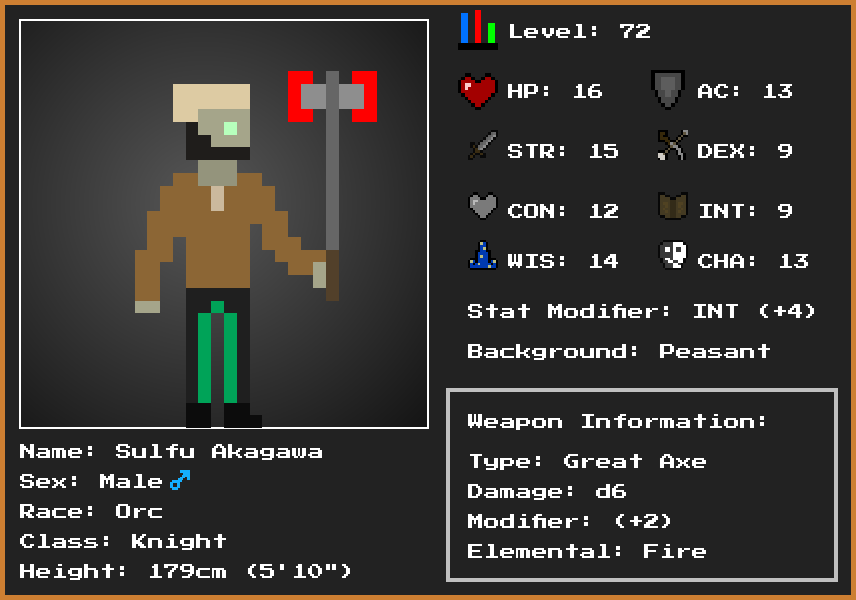 Level: 72
HP: 16
AC: 13
STR: 15
DEX: 9
CON: 12
INT: 9
WIS: 14
CHA: 13
Stat Modifier: INT (+4)
Background: Peasant
Weapon Information:
Type: Great Axe
Damage: d6
Modifier: (+2)
Elemental: Fire
Name: Sulfu Akagawa
Sex: Male ♂
Race: Orc
Class: Knight
Height: 179cm (5'10")